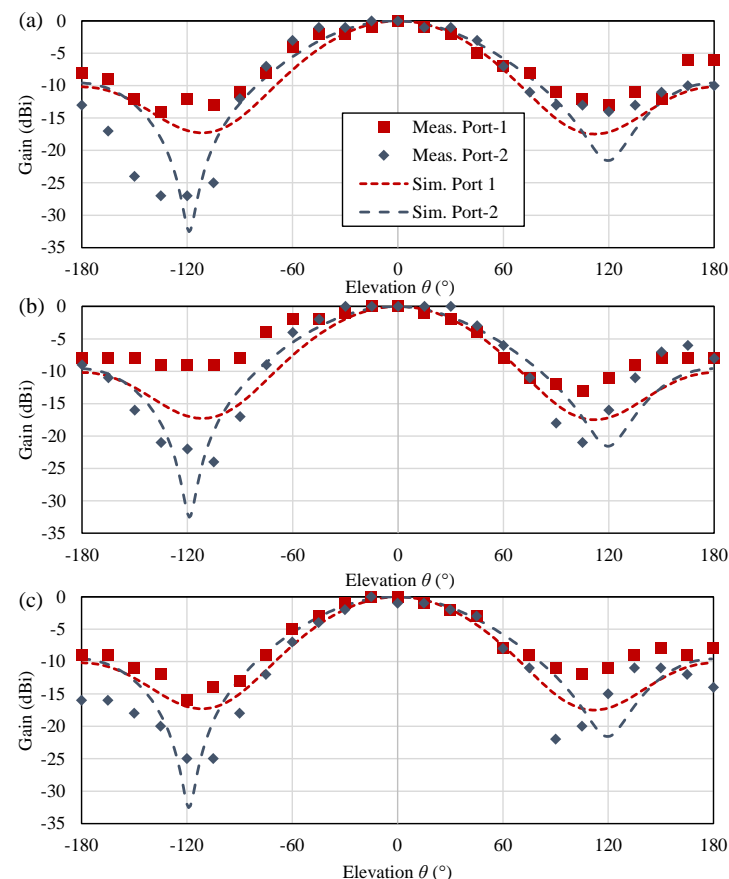 (a)
0
-5
-10
-15
-20
-25
-30
-35
Gain (dBi)
Meas. Port-1
Meas. Port-2
Sim. Port 1
Sim. Port-2
-180 -120 -60 0 60 120 180
Elevation θ (°)
(b)
0
-5
-10
-15
-20
-25
-30
-35
Gain (dBi)
-180 -120 -60 0 60 120 180
Elevation θ (°)
(c)
0
-5
-10
-15
-20
-25
-30
-35
Gain (dBi)
-180 -120 -60 0 60 120 180
Elevation θ (°)